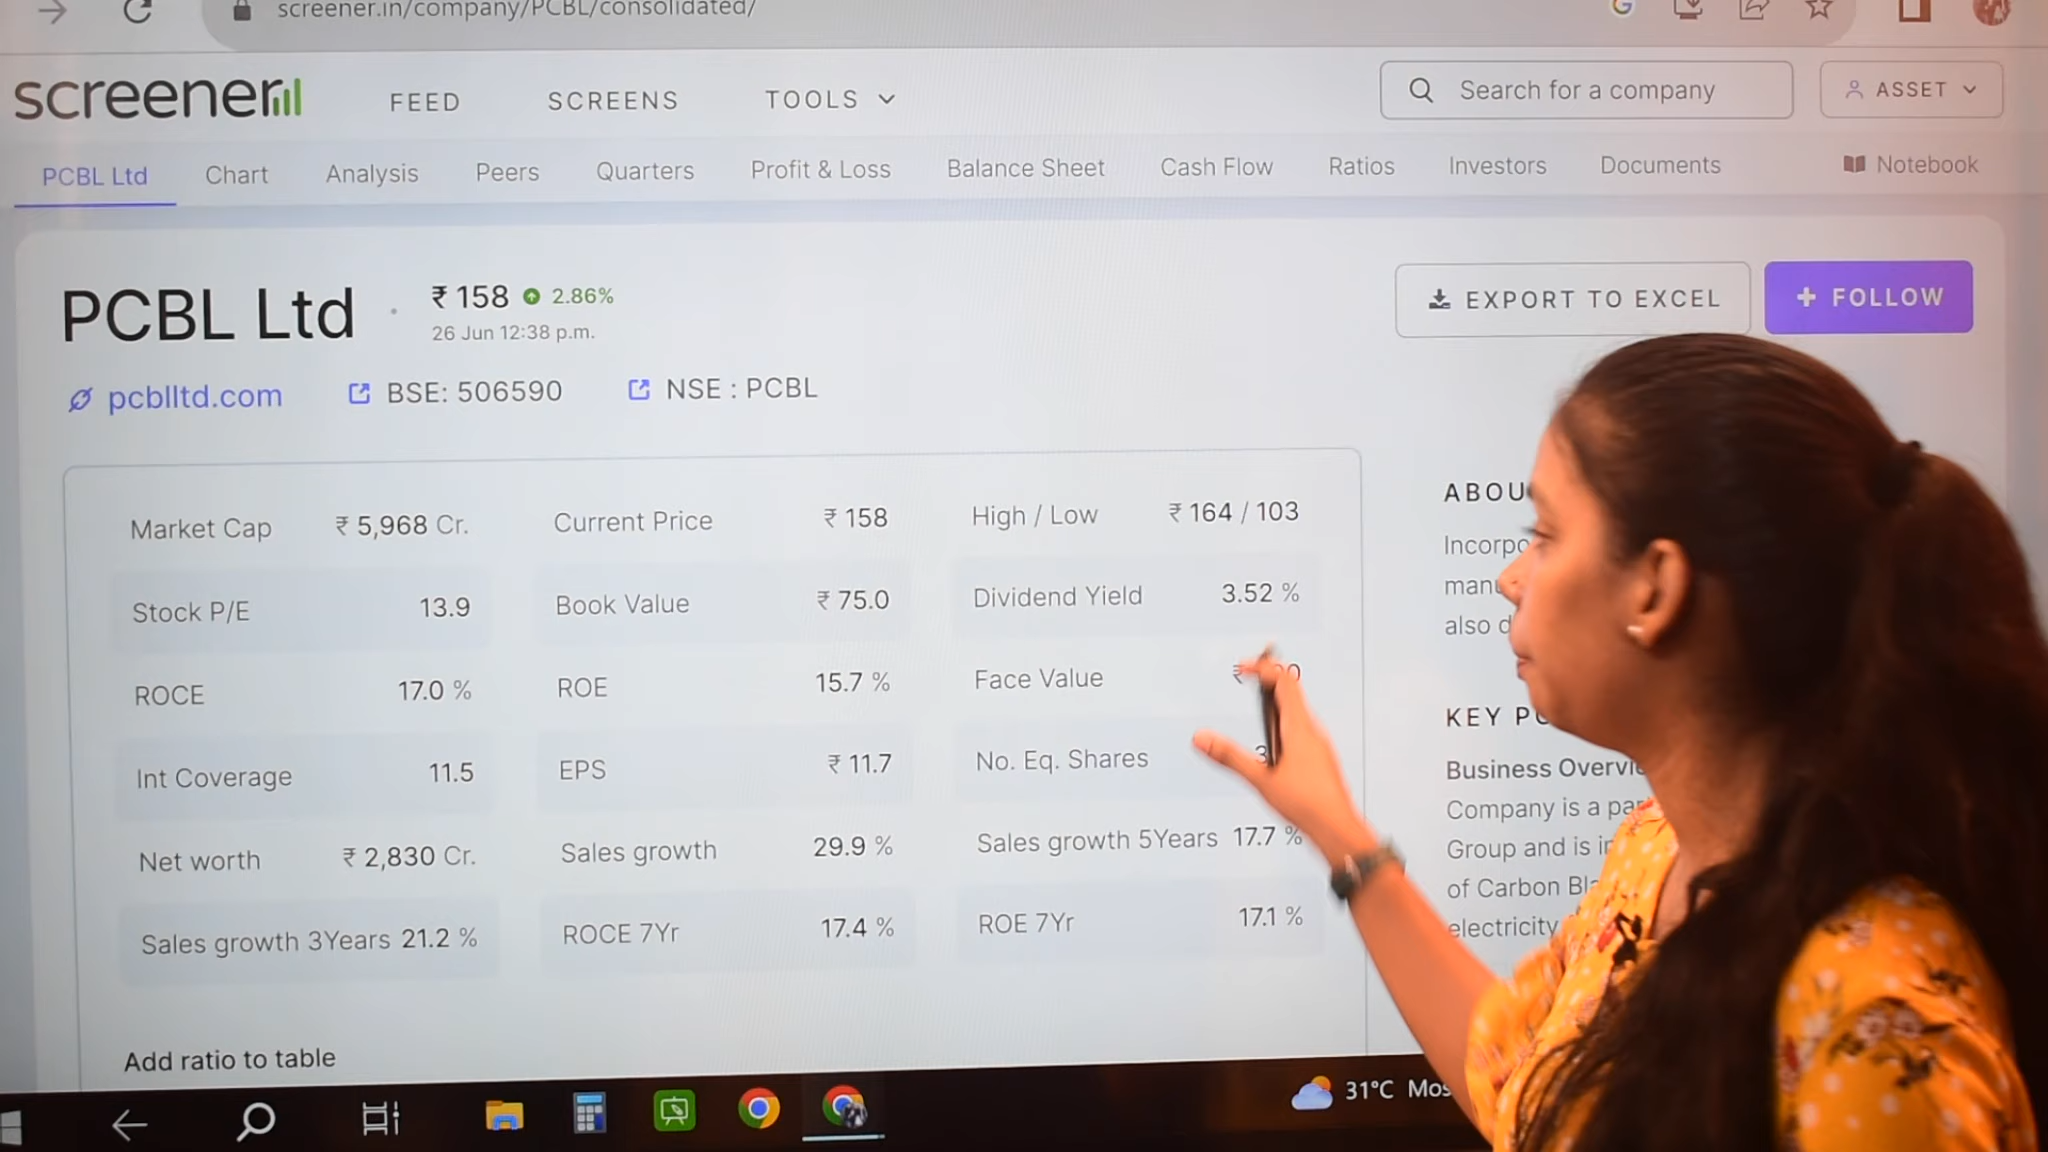 screener.in/company/PCBL/consolidated/
screener
FEED SCREENS TOOLS
Search for a company
ASSET
PCBL Ltd Chart Analysis Peers Quarters Profit & Loss Balance Sheet Cash Flow Ratios Investors Documents Notebook
PCBL Ltd
₹ 158 2.86%
26 Jun 12:38 p.m.
EXPORT TO EXCEL
+ FOLLOW
pcblltd.com BSE: 506590 NSE : PCBL
Market Cap ₹ 5,968 Cr.
Current Price ₹ 158
High / Low ₹ 164 / 103
Stock P/E 13.9
Book Value ₹ 75.0
Dividend Yield 3.52 %
ROCE 17.0 %
ROE 15.7 %
Face Value ₹
Int Coverage 11.5
EPS ₹ 11.7
No. Eq. Shares
Net worth ₹ 2,830 Cr.
Sales growth 29.9 %
Sales growth 5Years 17.7 %
Sales growth 3Years 21.2 %
ROCE 7Yr 17.4 %
ROE 7Yr 17.1 %
Add ratio to table
also
KEY
Business
Company is a
Group and is
of Carbon
electricity
31°C